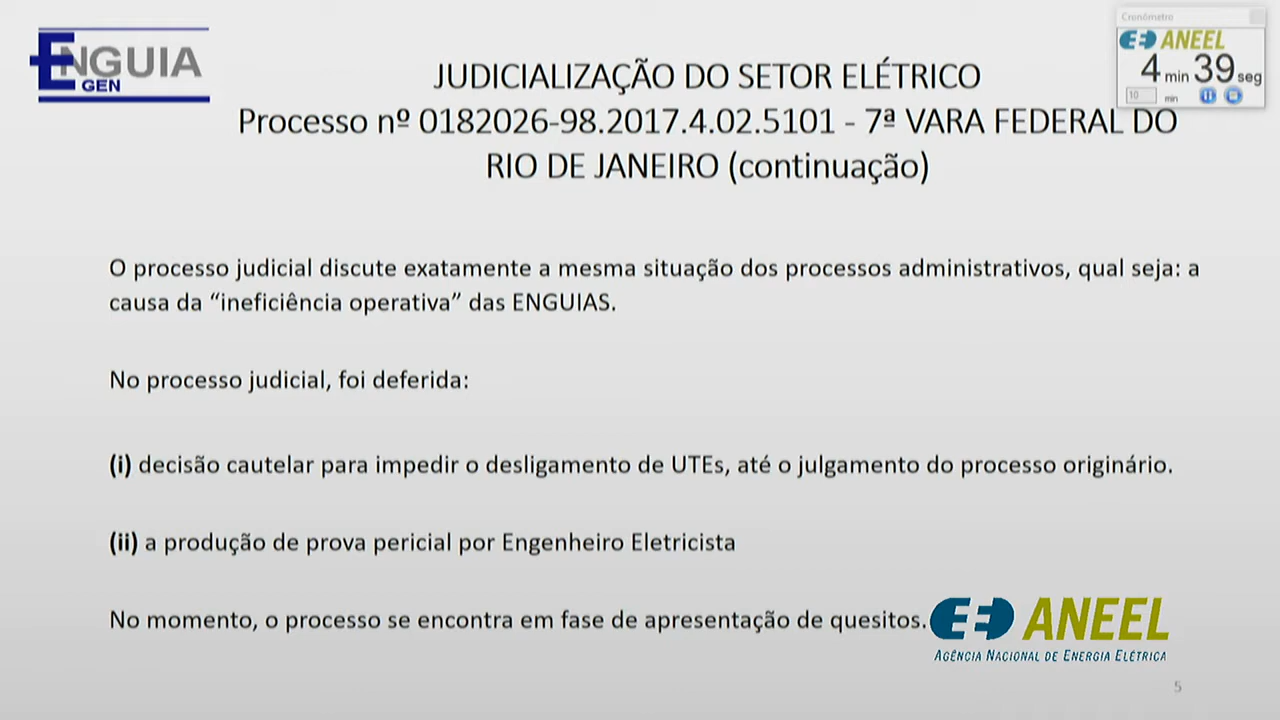 ENGUIA
GEN
Cronômetro
ANEEL
4 min 39 seg
10 min
JUDICIALIZAÇÃO DO SETOR ELÉTRICO
Processo nº 0182026-98.2017.4.02.5101 - 7ª VARA FEDERAL DO
RIO DE JANEIRO (continuação)
O processo judicial discute exatamente a mesma situação dos processos administrativos, qual seja: a
causa da “ineficiência operativa” das ENGUIAS.
No processo judicial, foi deferida:
(i) decisão cautelar para impedir o desligamento de UTEs, até o julgamento do processo originário.
(ii) a produção de prova pericial por Engenheiro Eletricista
No momento, o processo se encontra em fase de apresentação de quesitos.
ANEEL
AGÊNCIA NACIONAL DE ENERGIA ELÉTRICA
5